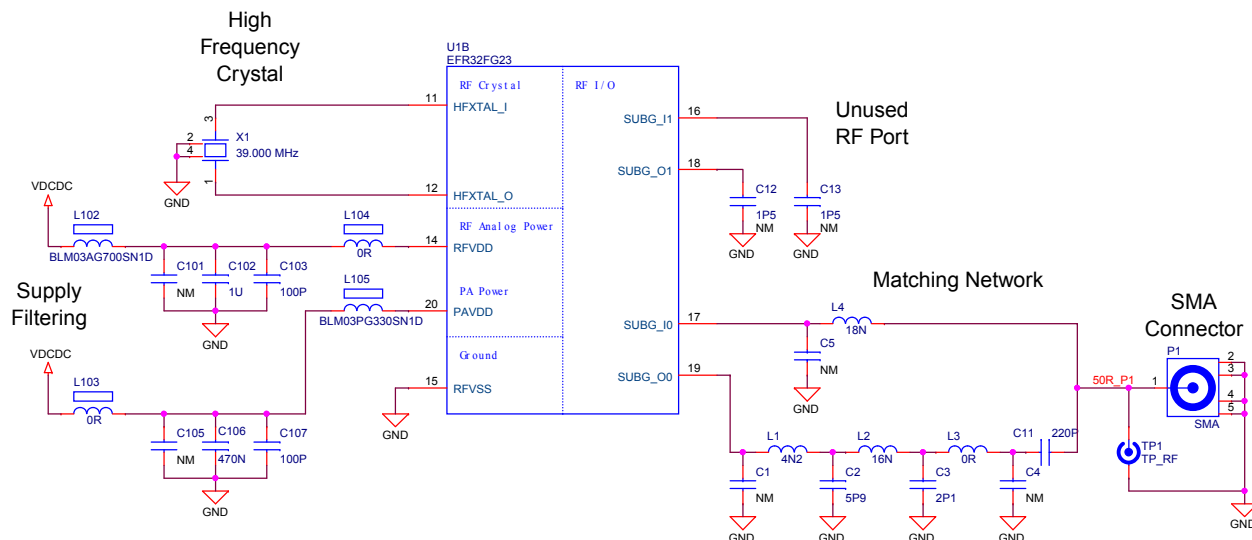 High
Frequency
Crystal
U1B
EFR32FG23
RF Crystal
RF I/O
11
HFXTAL_I
3
2
4
X1
39.000 MHz
1
GND
12
HFXTAL_O
VDCDC
L102
BLM03AG700SN1D
L104
0R
14
RF Analog Power
RFVDD
C101
NM
C102
1U
C103
100P
GND
L105
BLM03PG330SN1D
20
PA Power
PAVDD
Supply
Filtering
VDCDC
L103
0R
Ground
15
RFVSS
GND
C105
NM
C106
470N
C107
100P
GND
SUBG_I1
16
SUBG_O1
18
Unused
RF Port
C12
1P5
NM
GND
C13
1P5
NM
GND
Matching Network
SUBG_I0
17
L4
18N
C5
NM
GND
SUBG_O0
19
L1
4N2
L2
16N
L3
0R
C11
220P
C1
NM
GND
C2
5P9
GND
C3
2P1
GND
C4
NM
GND
SMA
Connector
50R_P1
P1
1
2
3
4
5
SMA
TP1
TP_RF
GND